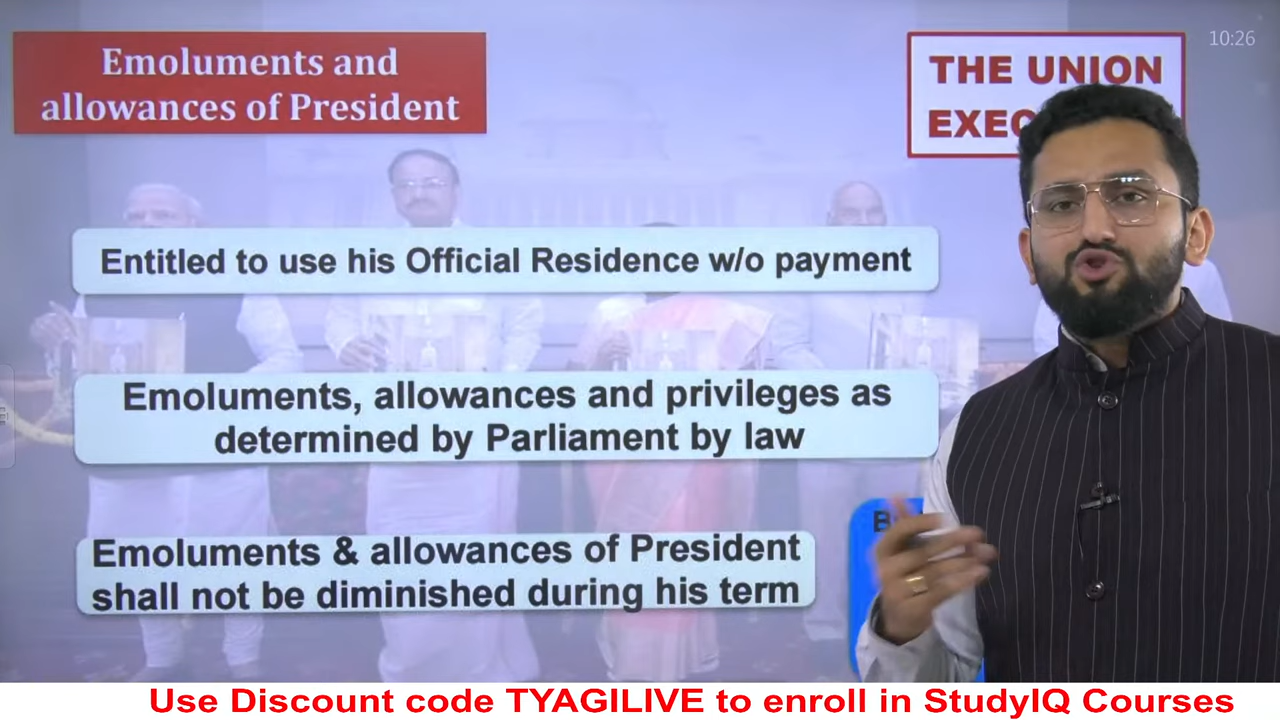 Emoluments and
allowances of President
THE UNION
10:26
Entitled to use his Official Residence w/o payment
Emoluments, allowances and privileges as
determined by Parliament by law
Emoluments & allowances of President
shall not be diminished during his term
Use Discount code TYAGILIVE to enroll in StudyIQ Courses